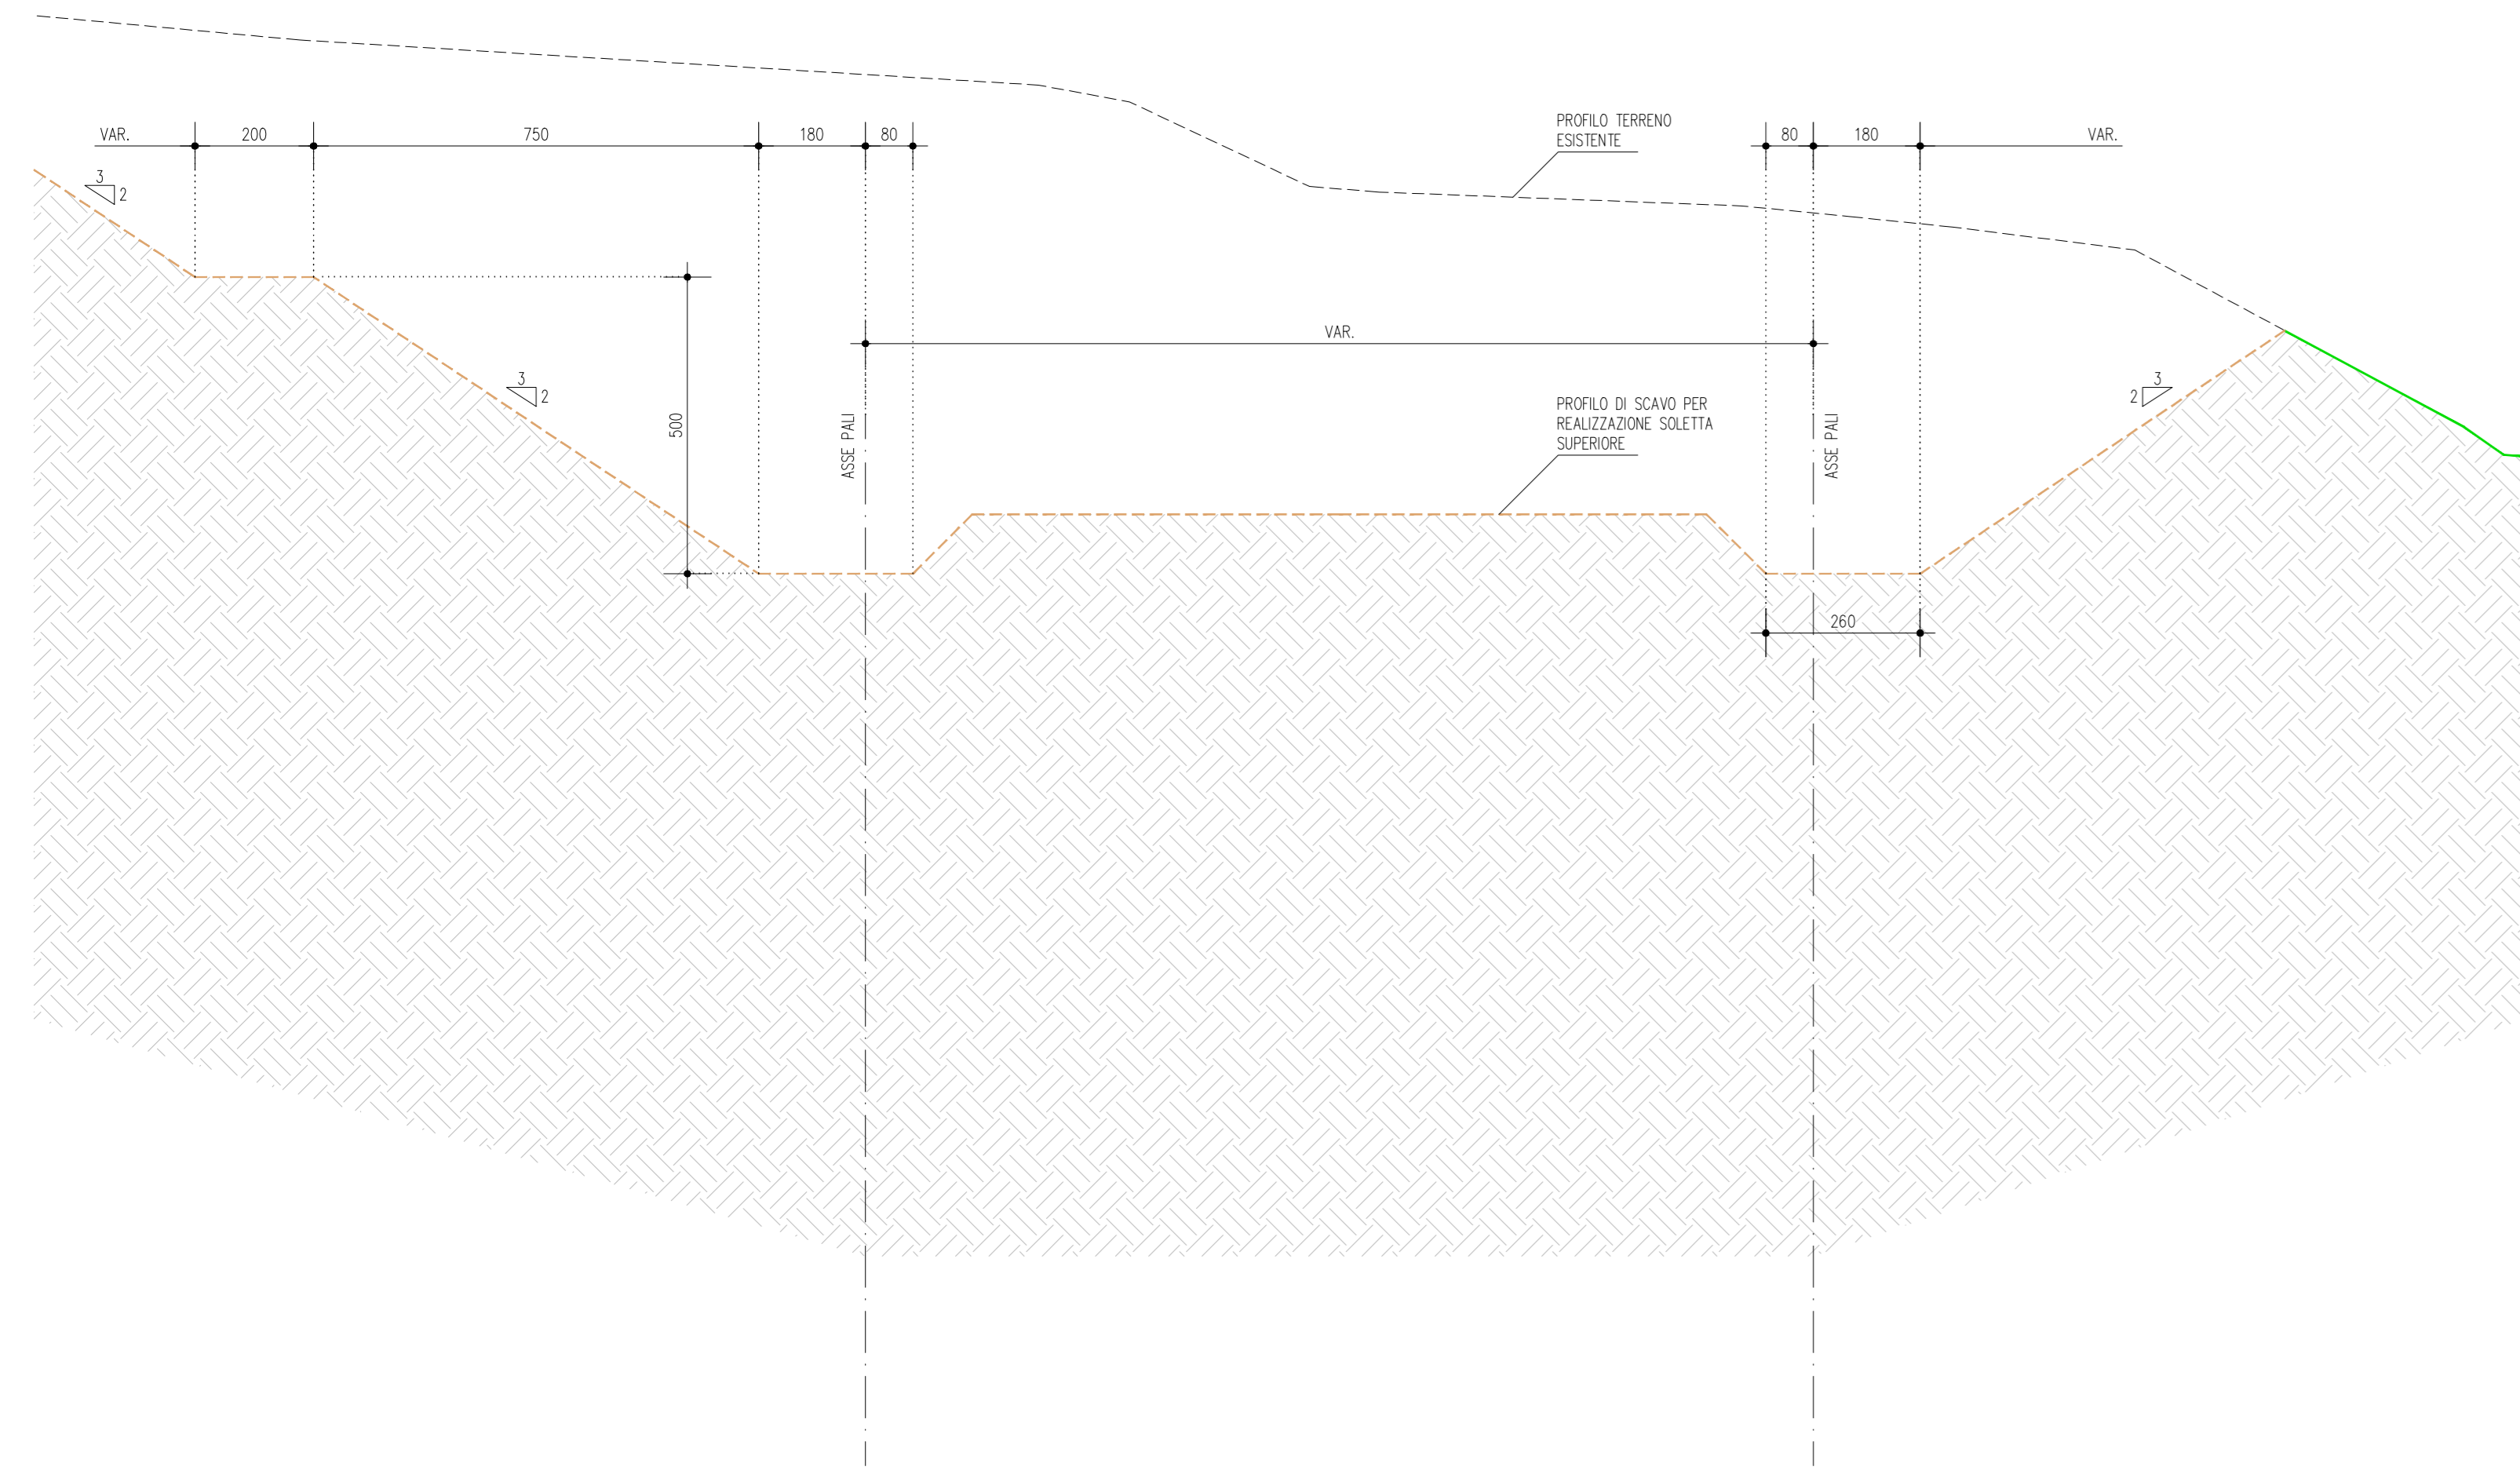 PROFILO TERRENO
ESISTENTE
VAR.
200
750
180
80
80
180
VAR.
3
2
VAR.
3
2
3
2
500
ASSE PALI
PROFILO DI SCAVO PER
REALIZZAZIONE SOLETTA
SUPERIORE
ASSE PALI
260